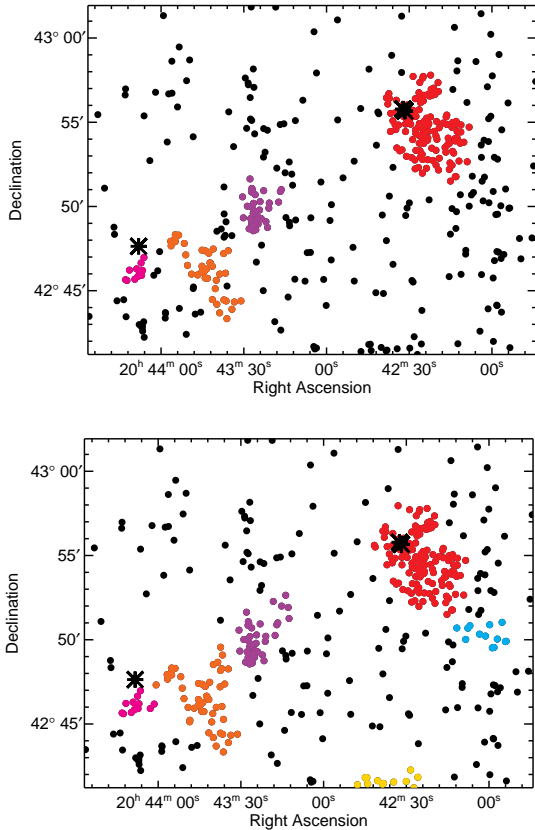 43° 00′
55′
50′
42° 45′
Declination
20h 44m 00s 43m 30s 00s 42m 30s 00s
Right Ascension
43° 00′
55′
50′
42° 45′
Declination
20h 44m 00s 43m 30s 00s 42m 30s 00s
Right Ascension